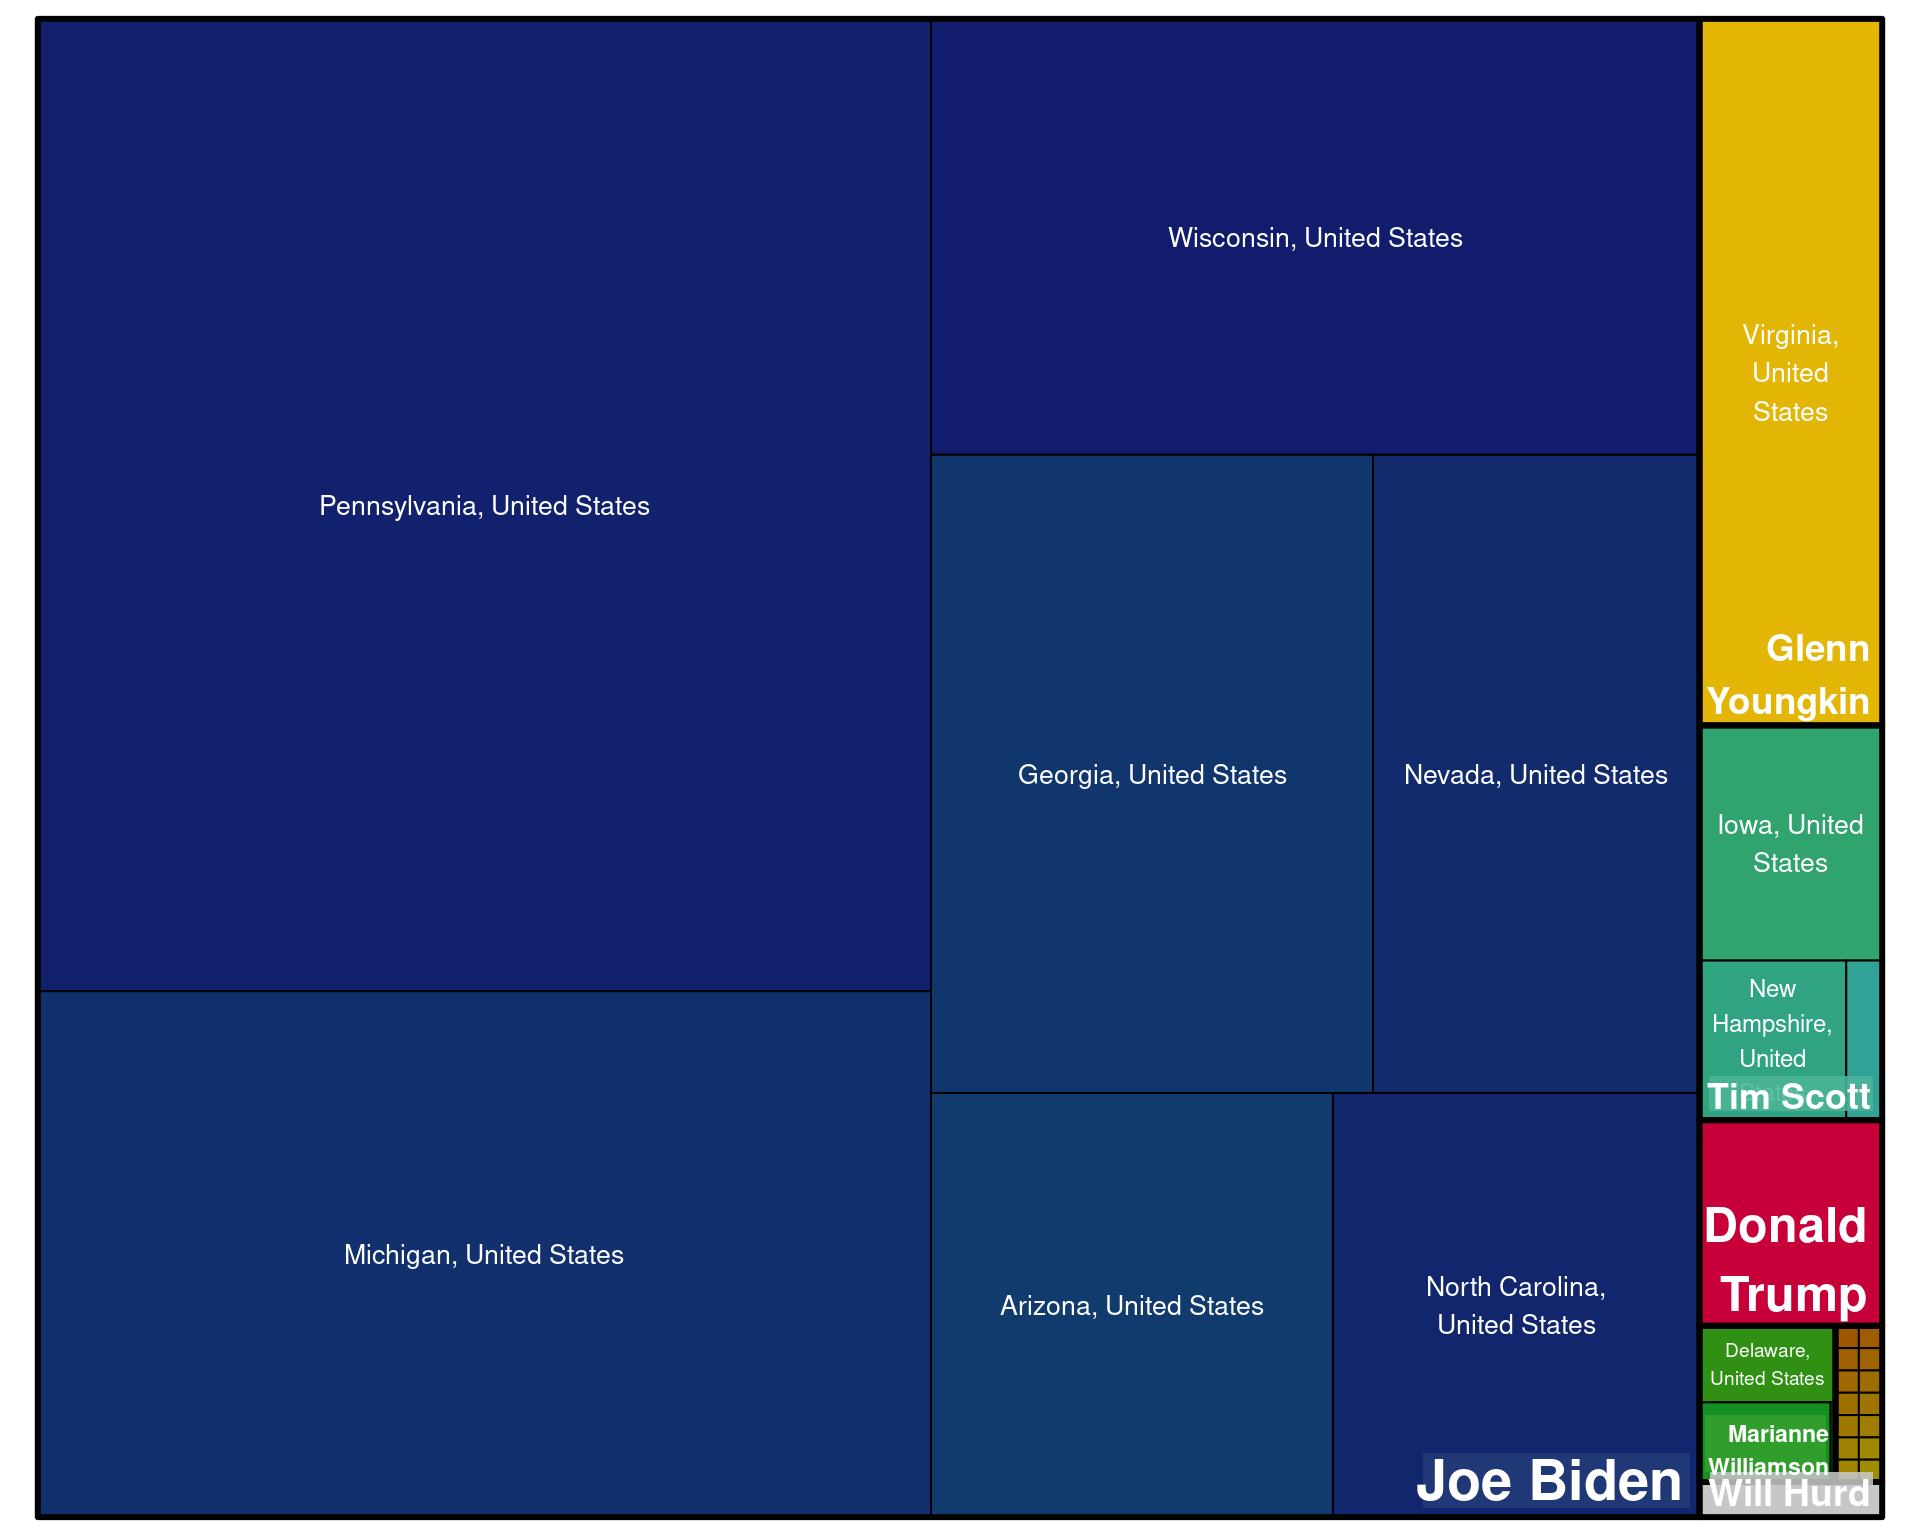 Pennsylvania, United States
Michigan, United States
Wisconsin, United States
Georgia, United States
Nevada, United States
Arizona, United States
North Carolina,
United States
Joe Biden
Virginia,
United
States
Glenn
Youngkin
Iowa, United
States
New
Hampshire,
United
Tim Scott
Donald
Trump
Delaware,
United States
Marianne
Williamson
Will Hurd